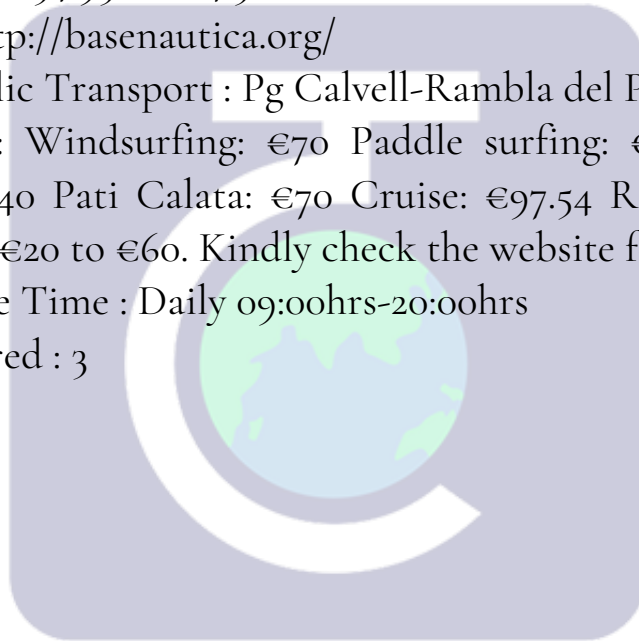 tp://basenautica.org/
lic Transport : Pg Calvell-Rambla del P
: Windsurfing: €70 Paddle surfing: €
40 Pati Calata: €70 Cruise: €97.54 R
€20 to €60. Kindly check the website f
e Time : Daily 09:00hrs-20:00hrs
red : 3